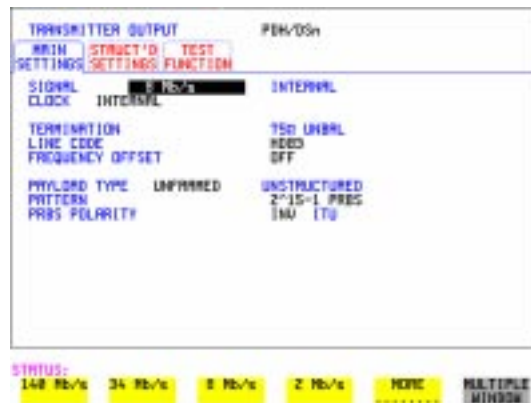 TRANSMITTER OUTPUT PDH/DSn
MAIN STRUCT'D TEST
SETTINGS SETTINGS FUNCTION
SIGNAL 8 Mb/s INTERNAL
CLOCK INTERNAL
TERMINATION 75Ω UNBAL
LINE CODE HDB3
FREQUENCY OFFSET OFF
PAYLOAD TYPE UNFRAMED UNSTRUCTURED
PATTERN 2^15-1 PRBS
PRBS POLARITY INV ITU
STATUS:
140 Mb/s 34 Mb/s 8 Mb/s 2 Mb/s MORE MULTIPLE
........ WINDOW